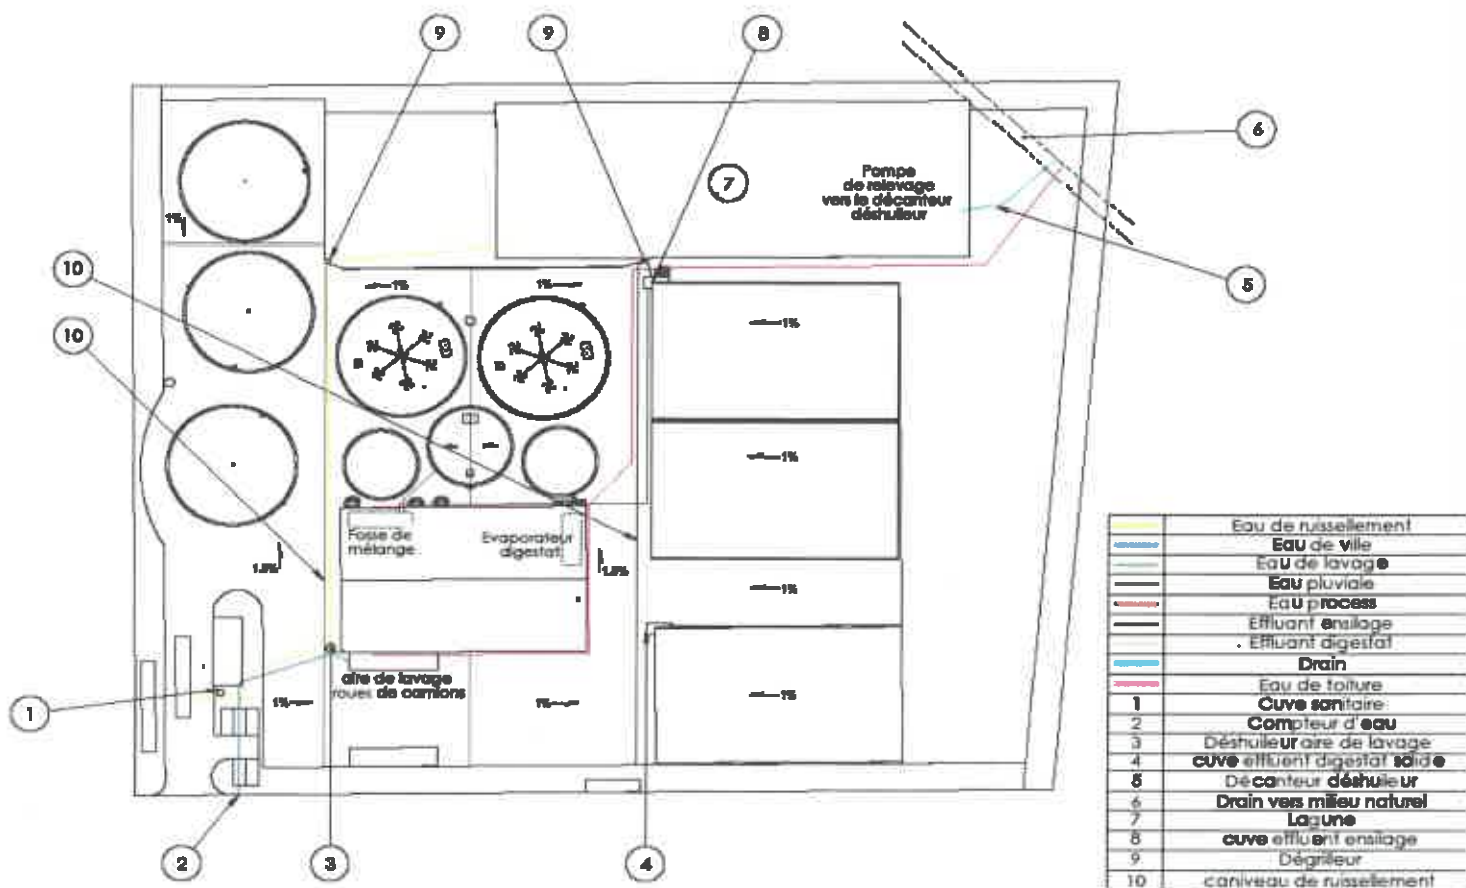 9
9
8
6
7
Pompe
de relevage
vers le décanteur
déshuileur
1%
10
5
1%
1%
10
1%
1%
Fosse de
mélange
Evaporateur
digestat
1.5%
1.5%
1%
aire de lavage
roues de camions
1%
1%
1%
1
2
3
4
Eau de ruissellement
Eau de ville
Eau de lavage
Eau pluviale
Eau process
Effluant ensilage
Effluant digestat
Drain
Eau de toiture
1 Cuve sanitaire
2 Compteur d'eau
3 Déshuileur aire de lavage
4 cuve effluent digestat solide
5 Décanteur déshuileur
6 Drain vers milieu naturel
7 Lagune
8 cuve effluent ensilage
9 Dégrilleur
10 caniveau de ruissellement